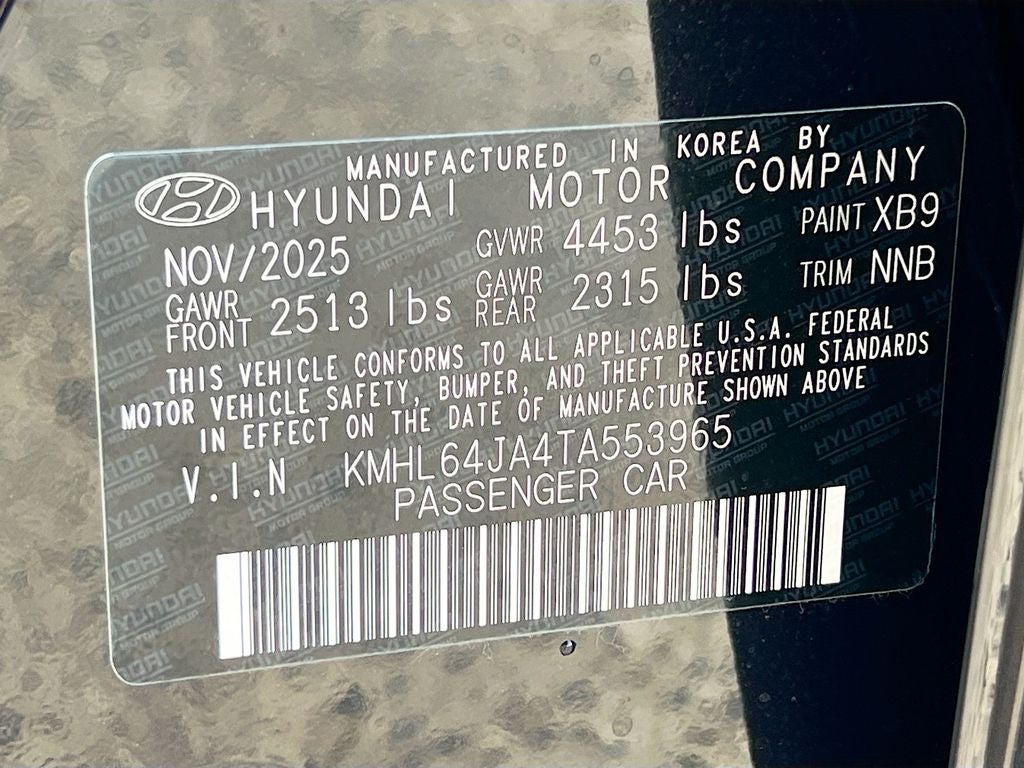 MANUFACTURED IN KOREA BY
HYUNDAI MOTOR COMPANY
NOV/2025 GVWR 4453 lbs PAINT XB9
GAWR FRONT 2513 lbs GAWR REAR 2315 lbs TRIM NNB
THIS VEHICLE CONFORMS TO ALL APPLICABLE U.S.A. FEDERAL
MOTOR VEHICLE SAFETY, BUMPER, AND THEFT PREVENTION STANDARDS
IN EFFECT ON THE DATE OF MANUFACTURE SHOWN ABOVE
V.I.N KMHL64JA4TA553965
PASSENGER CAR